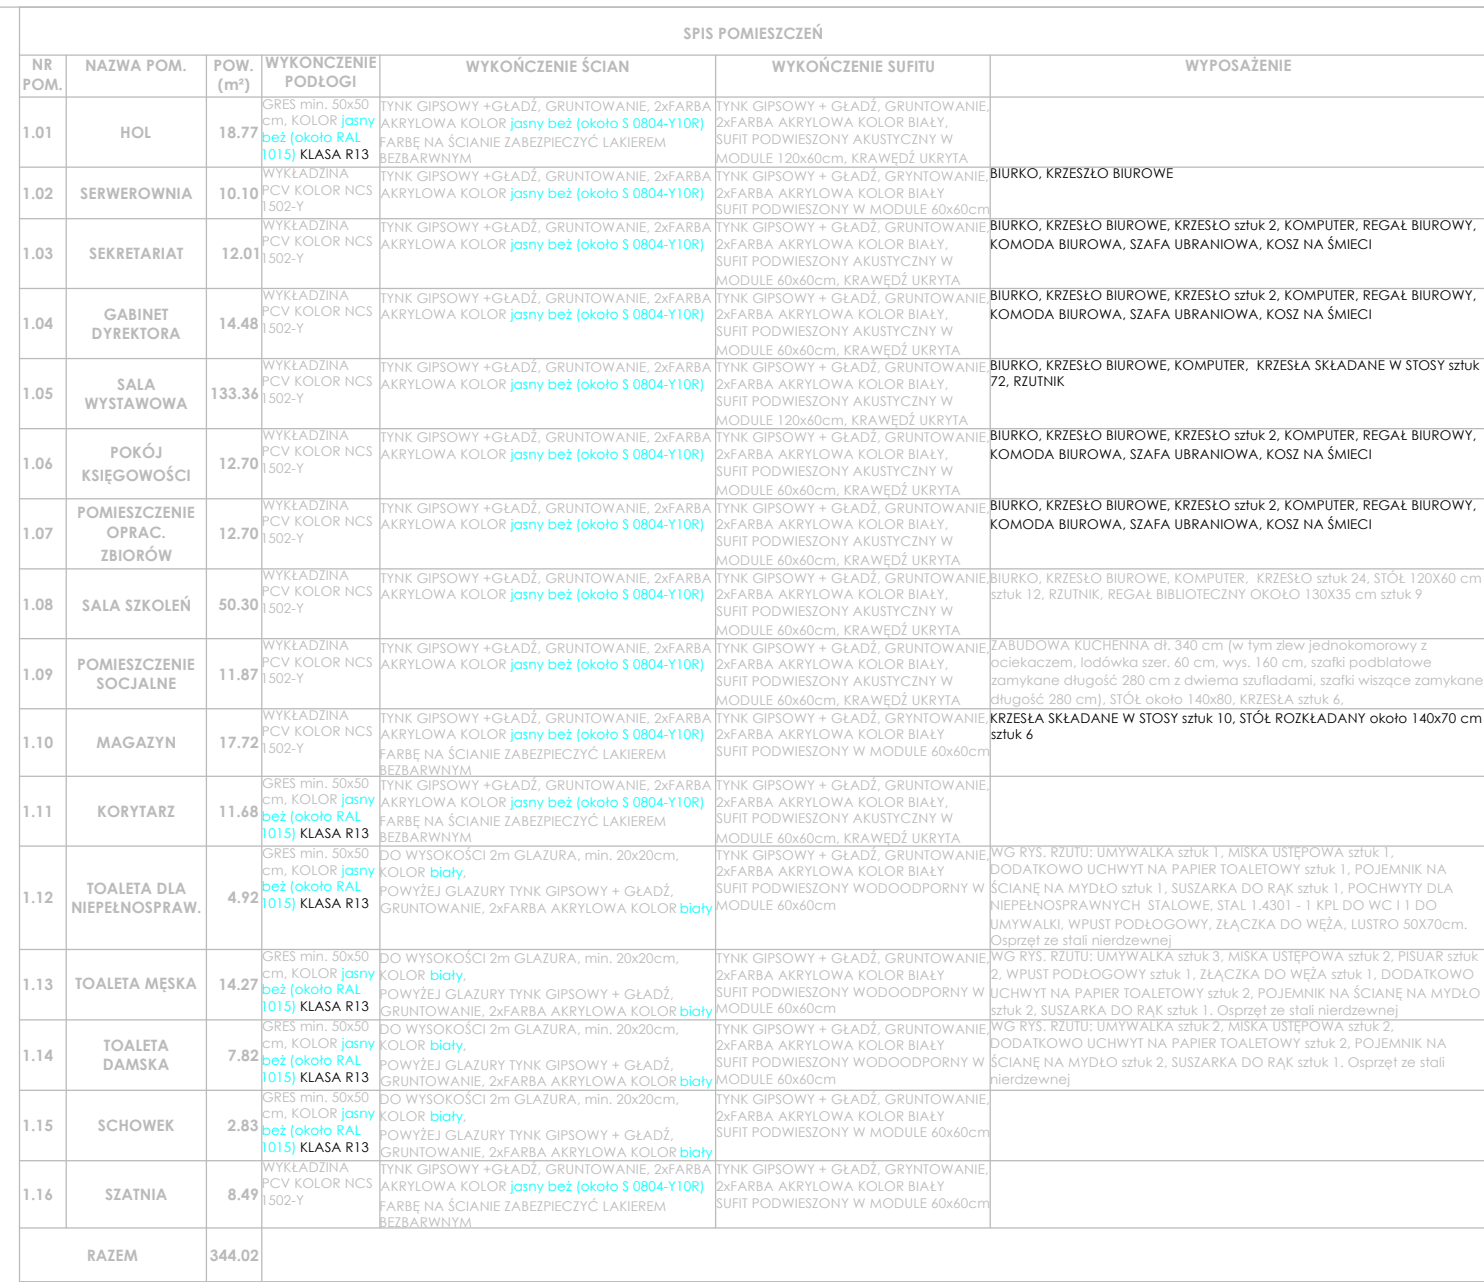 SPIS POMIESZCZEŃ
NR POM.
NAZWA POM.
POW. (m²)
WYKOŃCZENIE PODŁOGI
WYKOŃCZENIE ŚCIAN
WYKOŃCZENIE SUFITU
WYPOSAŻENIE
1.01
HOL
18.77
GRES min. 50x50
cm, KOLOR jasny
beż (około RAL
1015) KLASA R13
TYNK GIPSOWY +GŁADŹ, GRUNTOWANIE, 2xFARBA
AKRYLOWA KOLOR jasny beż (około S 0804-Y10R)
FARBĘ NA ŚCIANIE ZABEZPIECZYĆ LAKIEREM
BEZBARWNYM
TYNK GIPSOWY + GŁADŹ, GRUNTOWANIE,
2xFARBA AKRYLOWA KOLOR BIAŁY,
SUFIT PODWIESZONY AKUSTYCZNY W
MODULE 120x60cm, KRAWĘDŹ UKRYTA
1.02
SERWEROWNIA
10.10
WYKŁADZINA
PCV KOLOR NCS
1502-Y
TYNK GIPSOWY +GŁADŹ, GRUNTOWANIE, 2xFARBA
AKRYLOWA KOLOR jasny beż (około S 0804-Y10R)
TYNK GIPSOWY + GŁADŹ, GRYNTOWANIE,
2xFARBA AKRYLOWA KOLOR BIAŁY
SUFIT PODWIESZONY W MODULE 60x60cm
BIURKO, KRZESZŁO BIUROWE
1.03
SEKRETARIAT
12.01
WYKŁADZINA
PCV KOLOR NCS
1502-Y
TYNK GIPSOWY +GŁADŹ, GRUNTOWANIE, 2xFARBA
AKRYLOWA KOLOR jasny beż (około S 0804-Y10R)
TYNK GIPSOWY + GŁADŹ, GRUNTOWANIE,
2xFARBA AKRYLOWA KOLOR BIAŁY,
SUFIT PODWIESZONY AKUSTYCZNY W
MODULE 60x60cm, KRAWĘDŹ UKRYTA
BIURKO, KRZESŁO BIUROWE, KRZESŁO sztuk 2, KOMPUTER, REGAŁ BIUROWY,
KOMODA BIUROWA, SZAFA UBRANIOWA, KOSZ NA ŚMIECI
1.04
GABINET
DYREKTORA
14.48
WYKŁADZINA
PCV KOLOR NCS
1502-Y
TYNK GIPSOWY +GŁADŹ, GRUNTOWANIE, 2xFARBA
AKRYLOWA KOLOR jasny beż (około S 0804-Y10R)
TYNK GIPSOWY + GŁADŹ, GRUNTOWANIE,
2xFARBA AKRYLOWA KOLOR BIAŁY,
SUFIT PODWIESZONY AKUSTYCZNY W
MODULE 60x60cm, KRAWĘDŹ UKRYTA
BIURKO, KRZESŁO BIUROWE, KRZESŁO sztuk 2, KOMPUTER, REGAŁ BIUROWY,
KOMODA BIUROWA, SZAFA UBRANIOWA, KOSZ NA ŚMIECI
1.05
SALA
WYSTAWOWA
133.36
WYKŁADZINA
PCV KOLOR NCS
1502-Y
TYNK GIPSOWY +GŁADŹ, GRUNTOWANIE, 2xFARBA
AKRYLOWA KOLOR jasny beż (około S 0804-Y10R)
TYNK GIPSOWY + GŁADŹ, GRUNTOWANIE,
2xFARBA AKRYLOWA KOLOR BIAŁY,
SUFIT PODWIESZONY AKUSTYCZNY W
MODULE 120x60cm, KRAWĘDŹ UKRYTA
BIURKO, KRZESŁO BIUROWE, KOMPUTER, KRZESŁA SKŁADANE W STOSY sztuk
72, RZUTNIK
1.06
POKÓJ
KSIĘGOWOŚCI
12.70
WYKŁADZINA
PCV KOLOR NCS
1502-Y
TYNK GIPSOWY +GŁADŹ, GRUNTOWANIE, 2xFARBA
AKRYLOWA KOLOR jasny beż (około S 0804-Y10R)
TYNK GIPSOWY + GŁADŹ, GRUNTOWANIE,
2xFARBA AKRYLOWA KOLOR BIAŁY,
SUFIT PODWIESZONY AKUSTYCZNY W
MODULE 60x60cm, KRAWĘDŹ UKRYTA
BIURKO, KRZESŁO BIUROWE, KRZESŁO sztuk 2, KOMPUTER, REGAŁ BIUROWY,
KOMODA BIUROWA, SZAFA UBRANIOWA, KOSZ NA ŚMIECI
1.07
POMIESZCZENIE
OPRAC.
ZBIORÓW
12.70
WYKŁADZINA
PCV KOLOR NCS
1502-Y
TYNK GIPSOWY +GŁADŹ, GRUNTOWANIE, 2xFARBA
AKRYLOWA KOLOR jasny beż (około S 0804-Y10R)
TYNK GIPSOWY + GŁADŹ, GRUNTOWANIE,
2xFARBA AKRYLOWA KOLOR BIAŁY,
SUFIT PODWIESZONY AKUSTYCZNY W
MODULE 60x60cm, KRAWĘDŹ UKRYTA
BIURKO, KRZESŁO BIUROWE, KRZESŁO sztuk 2, KOMPUTER, REGAŁ BIUROWY,
KOMODA BIUROWA, SZAFA UBRANIOWA, KOSZ NA ŚMIECI
1.08
SALA SZKOLEŃ
50.30
WYKŁADZINA
PCV KOLOR NCS
1502-Y
TYNK GIPSOWY +GŁADŹ, GRUNTOWANIE, 2xFARBA
AKRYLOWA KOLOR jasny beż (około S 0804-Y10R)
TYNK GIPSOWY + GŁADŹ, GRUNTOWANIE,
2xFARBA AKRYLOWA KOLOR BIAŁY,
SUFIT PODWIESZONY AKUSTYCZNY W
MODULE 60x60cm, KRAWĘDŹ UKRYTA
BIURKO, KRZESŁO BIUROWE, KOMPUTER, KRZESŁO sztuk 24, STÓŁ 120X60 cm
sztuk 12, RZUTNIK, REGAŁ BIBLIOTECZNY OKOŁO 130X35 cm sztuk 9
1.09
POMIESZCZENIE
SOCJALNE
11.87
WYKŁADZINA
PCV KOLOR NCS
1502-Y
TYNK GIPSOWY +GŁADŹ, GRUNTOWANIE, 2xFARBA
AKRYLOWA KOLOR jasny beż (około S 0804-Y10R)
TYNK GIPSOWY + GŁADŹ, GRUNTOWANIE,
2xFARBA AKRYLOWA KOLOR BIAŁY,
SUFIT PODWIESZONY AKUSTYCZNY W
MODULE 60x60cm, KRAWĘDŹ UKRYTA
ZABUDOWA KUCHENNA dł. 340 cm (w tym zlew jednokomorowy z
ociekaczem, lodówka szer. 60 cm, wys. 160 cm, szafki podblatowe
zamykane długość 280 cm z dwiema szufladami, szafki wiszące zamykane
długość 280 cm), STÓŁ około 140x80, KRZESŁA sztuk 6,
1.10
MAGAZYN
17.72
WYKŁADZINA
PCV KOLOR NCS
1502-Y
TYNK GIPSOWY +GŁADŹ, GRUNTOWANIE, 2xFARBA
AKRYLOWA KOLOR jasny beż (około S 0804-Y10R)
FARBĘ NA ŚCIANIE ZABEZPIECZYĆ LAKIEREM
BEZBARWNYM
TYNK GIPSOWY + GŁADŹ, GRYNTOWANIE,
2xFARBA AKRYLOWA KOLOR BIAŁY
SUFIT PODWIESZONY W MODULE 60x60cm
KRZESŁA SKŁADANE W STOSY sztuk 10, STÓŁ ROZKŁADANY około 140x70 cm
sztuk 6
1.11
KORYTARZ
11.68
GRES min. 50x50
cm, KOLOR jasny
beż (około RAL
1015) KLASA R13
TYNK GIPSOWY +GŁADŹ, GRUNTOWANIE, 2xFARBA
AKRYLOWA KOLOR jasny beż (około S 0804-Y10R)
FARBĘ NA ŚCIANIE ZABEZPIECZYĆ LAKIEREM
BEZBARWNYM
TYNK GIPSOWY + GŁADŹ, GRUNTOWANIE,
2xFARBA AKRYLOWA KOLOR BIAŁY,
SUFIT PODWIESZONY AKUSTYCZNY W
MODULE 60x60cm, KRAWĘDŹ UKRYTA
1.12
TOALETA DLA
NIEPEŁNOSPRAW.
4.92
GRES min. 50x50
cm, KOLOR jasny
beż (około RAL
1015) KLASA R13
DO WYSOKOŚCI 2m GLAZURA, min. 20x20cm,
KOLOR biały,
POWYŻEJ GLAZURY TYNK GIPSOWY + GŁADŹ,
GRUNTOWANIE, 2xFARBA AKRYLOWA KOLOR biały
TYNK GIPSOWY + GŁADŹ, GRUNTOWANIE,
2xFARBA AKRYLOWA KOLOR BIAŁY
SUFIT PODWIESZONY WODOODPORNY W
MODULE 60x60cm
WG RYS. RZUTU: UMYWALKA sztuk 1, MISKA USTĘPOWA sztuk 1,
DODATKOWO UCHWYT NA PAPIER TOALETOWY sztuk 1, POJEMNIK NA
ŚCIANĘ NA MYDŁO sztuk 1, SUSZARKA DO RĄK sztuk 1, POCHWYTY DLA
NIEPEŁNOSPRAWNYCH STALOWE, STAL 1.4301 - 1 KPL DO WC I 1 DO
UMYWALKI, WPUST PODŁOGOWY, ZŁĄCZKA DO WĘŻA, LUSTRO 50X70cm.
Osprzęt ze stali nierdzewnej
1.13
TOALETA MĘSKA
14.27
GRES min. 50x50
cm, KOLOR jasny
beż (około RAL
1015) KLASA R13
DO WYSOKOŚCI 2m GLAZURA, min. 20x20cm,
KOLOR biały,
POWYŻEJ GLAZURY TYNK GIPSOWY + GŁADŹ,
GRUNTOWANIE, 2xFARBA AKRYLOWA KOLOR biały
TYNK GIPSOWY + GŁADŹ, GRUNTOWANIE,
2xFARBA AKRYLOWA KOLOR BIAŁY
SUFIT PODWIESZONY WODOODPORNY W
MODULE 60x60cm
WG RYS. RZUTU: UMYWALKA sztuk 3, MISKA USTĘPOWA sztuk 2, PISUAR sztuk
2, WPUST PODŁOGOWY sztuk 1, ZŁĄCZKA DO WĘŻA sztuk 1, DODATKOWO
UCHWYT NA PAPIER TOALETOWY sztuk 2, POJEMNIK NA ŚCIANĘ NA MYDŁO
sztuk 2, SUSZARKA DO RĄK sztuk 1. Osprzęt ze stali nierdzewnej
1.14
TOALETA
DAMSKA
7.82
GRES min. 50x50
cm, KOLOR jasny
beż (około RAL
1015) KLASA R13
DO WYSOKOŚCI 2m GLAZURA, min. 20x20cm,
KOLOR biały,
POWYŻEJ GLAZURY TYNK GIPSOWY + GŁADŹ,
GRUNTOWANIE, 2xFARBA AKRYLOWA KOLOR biały
TYNK GIPSOWY + GŁADŹ, GRUNTOWANIE,
2xFARBA AKRYLOWA KOLOR BIAŁY
SUFIT PODWIESZONY WODOODPORNY W
MODULE 60x60cm
WG RYS. RZUTU: UMYWALKA sztuk 2, MISKA USTĘPOWA sztuk 2,
DODATKOWO UCHWYT NA PAPIER TOALETOWY sztuk 2, POJEMNIK NA
ŚCIANĘ NA MYDŁO sztuk 2, SUSZARKA DO RĄK sztuk 1. Osprzęt ze stali
nierdzewnej
1.15
SCHOWEK
2.83
GRES min. 50x50
cm, KOLOR jasny
beż (około RAL
1015) KLASA R13
DO WYSOKOŚCI 2m GLAZURA, min. 20x20cm,
KOLOR biały,
POWYŻEJ GLAZURY TYNK GIPSOWY + GŁADŹ,
GRUNTOWANIE, 2xFARBA AKRYLOWA KOLOR biały
TYNK GIPSOWY + GŁADŹ, GRUNTOWANIE,
2xFARBA AKRYLOWA KOLOR BIAŁY
SUFIT PODWIESZONY W MODULE 60x60cm
1.16
SZATNIA
8.49
WYKŁADZINA
PCV KOLOR NCS
1502-Y
TYNK GIPSOWY +GŁADŹ, GRUNTOWANIE, 2xFARBA
AKRYLOWA KOLOR jasny beż (około S 0804-Y10R)
FARBĘ NA ŚCIANIE ZABEZPIECZYĆ LAKIEREM
BEZBARWNYM
TYNK GIPSOWY + GŁADŹ, GRYNTOWANIE,
2xFARBA AKRYLOWA KOLOR BIAŁY
SUFIT PODWIESZONY W MODULE 60x60cm
RAZEM
344.02